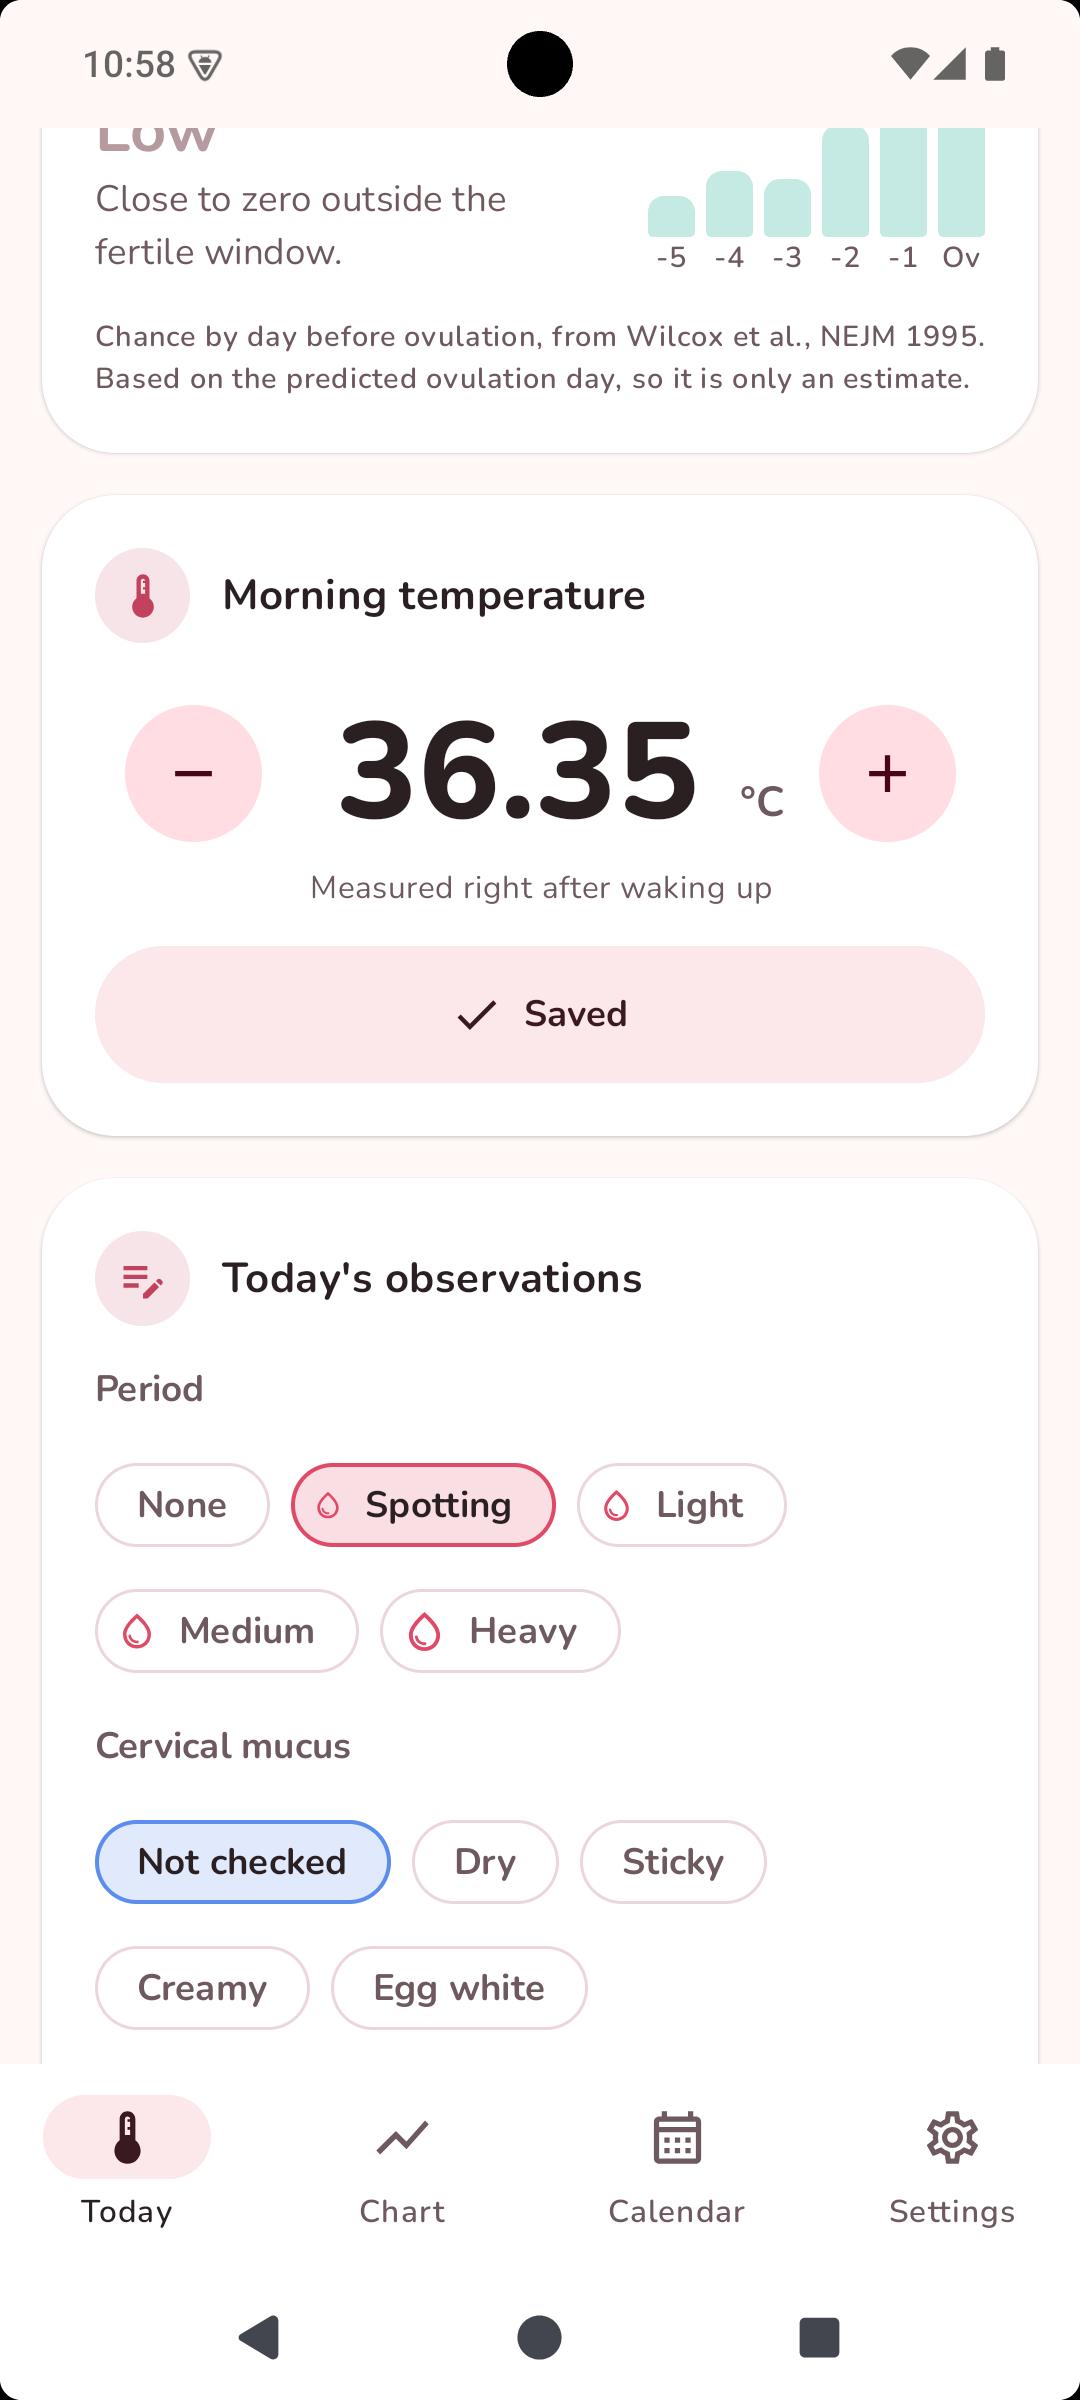 10:58
Low
Close to zero outside the
fertile window.
-5 -4 -3 -2 -1 Ov
Chance by day before ovulation, from Wilcox et al., NEJM 1995.
Based on the predicted ovulation day, so it is only an estimate.
Morning temperature
36.35 °C
Measured right after waking up
Saved
Today's observations
Period
None Spotting Light
Medium Heavy
Cervical mucus
Not checked Dry Sticky
Creamy Egg white
Today Chart Calendar Settings